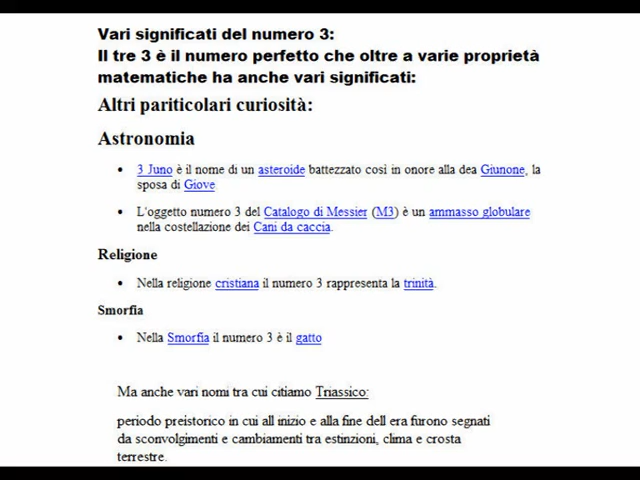 Vari significati del numero 3:
Il tre 3 è il numero perfetto che oltre a varie proprietà
matematiche ha anche vari significati:
Altri pariticolari curiosità:
Astronomia
• 3 Juno è il nome di un asteroide battezzato così in onore alla dea Giunone, la
sposa di Giove
• L'oggetto numero 3 del Catalogo di Messier (M3) è un ammasso globulare
nella costellazione dei Cani da caccia.
Religione
• Nella religione cristiana il numero 3 rappresenta la trinità.
Smorfia
• Nella Smorfia il numero 3 è il gatto
Ma anche vari nomi tra cui citiamo Triassico:
periodo preistorico in cui all inizio e alla fine dell era furono segnati
da sconvolgimenti e cambiamenti tra estinzioni, clima e crosta
terrestre.